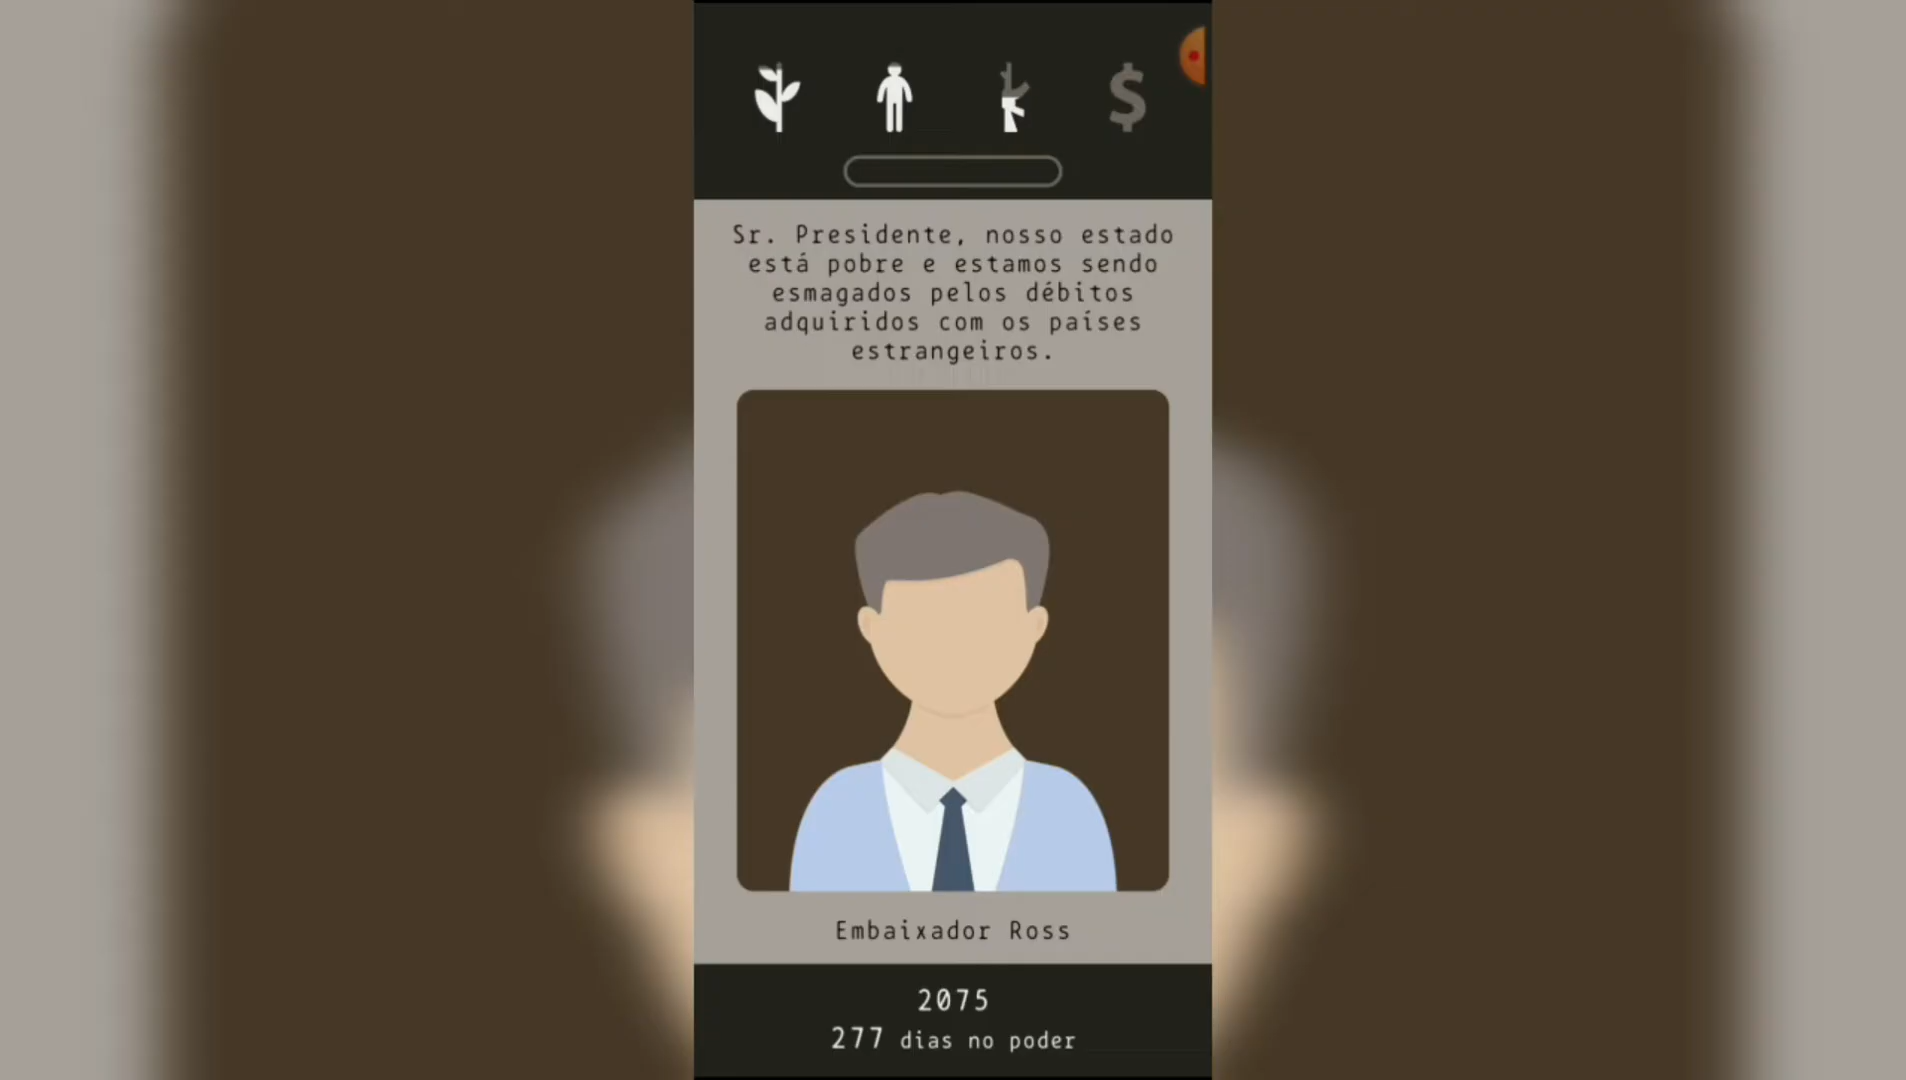 Sr. Presidente, nosso estado
está pobre e estamos sendo
esmagados pelos débitos
adquiridos com os países
estrangeiros.
Embaixador Ross
2075
277 dias no poder